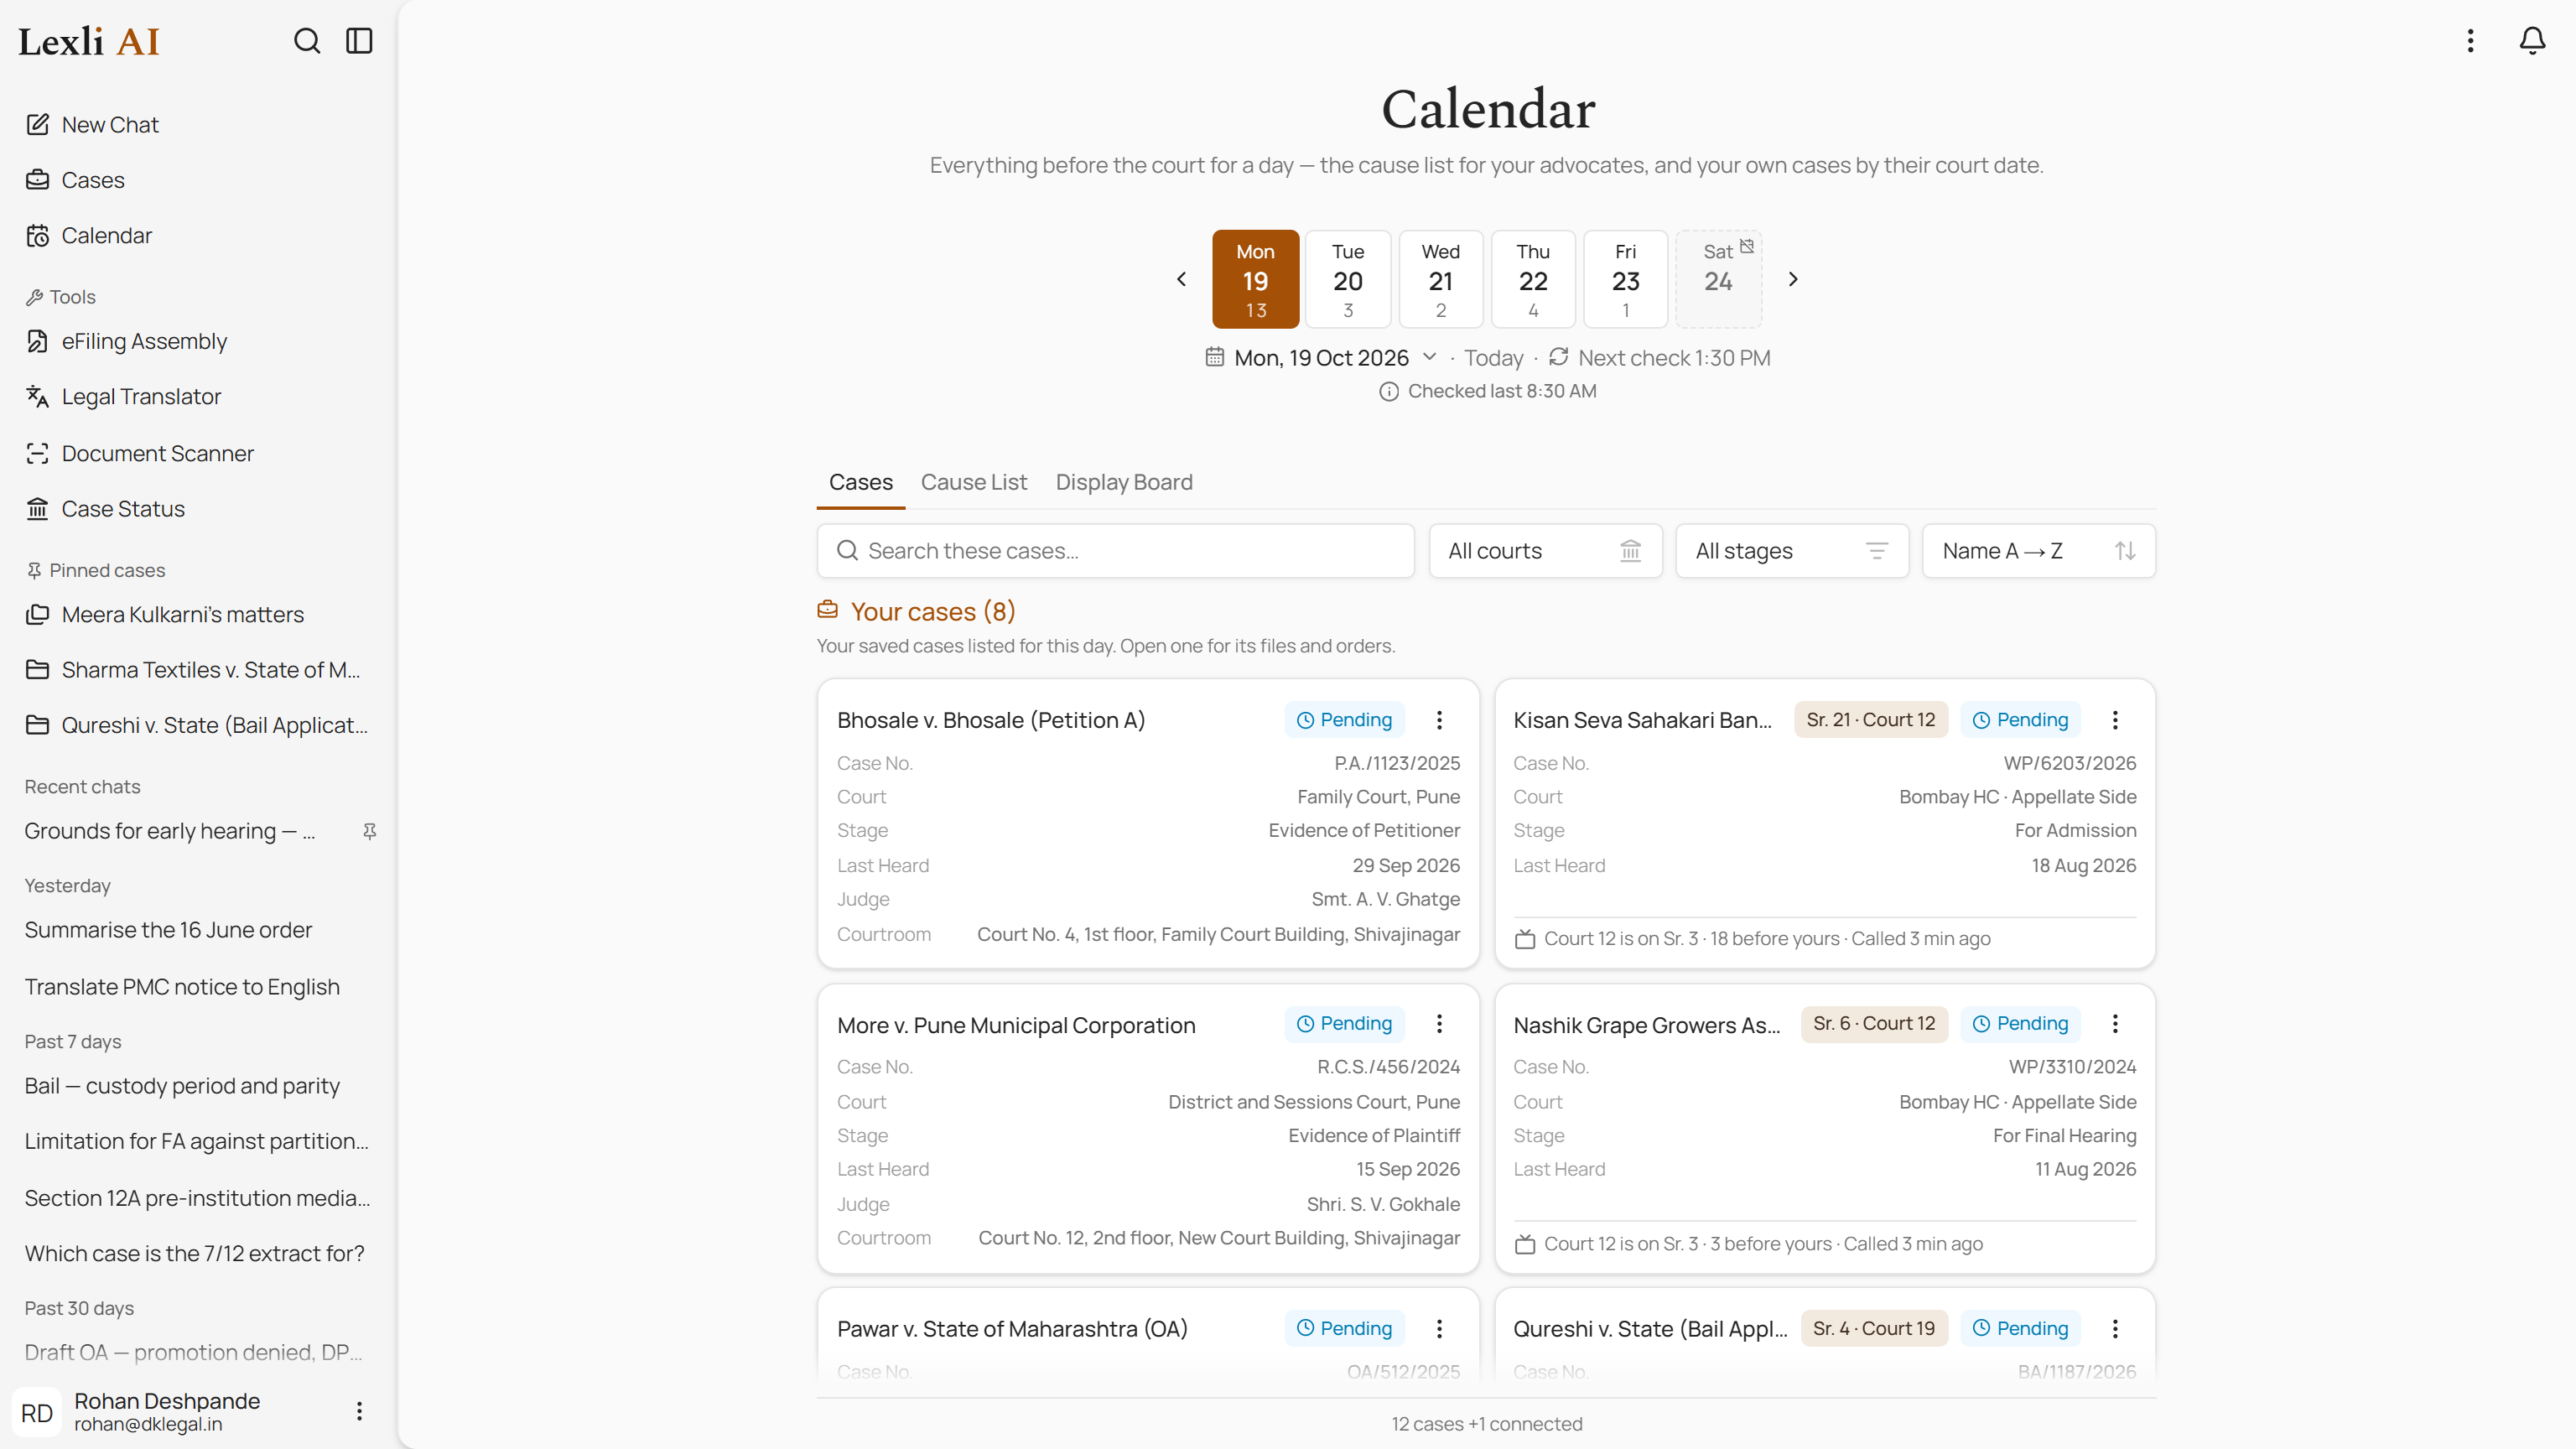 Lexli AI
New Chat
Cases
Calendar
Tools
eFiling Assembly
Legal Translator
Document Scanner
Case Status
Pinned cases
Meera Kulkarni's matters
Sharma Textiles v. State of M...
Qureshi v. State (Bail Applicat...
Recent chats
Grounds for early hearing — ...
Yesterday
Summarise the 16 June order
Translate PMC notice to English
Past 7 days
Bail — custody period and parity
Limitation for FA against partition...
Section 12A pre-institution media...
Which case is the 7/12 extract for?
Past 30 days
Draft OA — promotion denied, DP...
RD
Rohan Deshpande
rohan@dklegal.in
Calendar
Everything before the court for a day — the cause list for your advocates, and your own cases by their court date.
Mon 19 13
Tue 20 3
Wed 21 2
Thu 22 4
Fri 23 1
Sat 24
Mon, 19 Oct 2026 · Today · Next check 1:30 PM
Checked last 8:30 AM
Cases Cause List Display Board
Search these cases... All courts All stages Name A → Z
Your cases (8)
Your saved cases listed for this day. Open one for its files and orders.
Bhosale v. Bhosale (Petition A) Pending
Case No. P.A./1123/2025
Court Family Court, Pune
Stage Evidence of Petitioner
Last Heard 29 Sep 2026
Judge Smt. A. V. Ghatge
Courtroom Court No. 4, 1st floor, Family Court Building, Shivajinagar
Kisan Seva Sahakari Ban... Sr. 21 · Court 12 Pending
Case No. WP/6203/2026
Court Bombay HC · Appellate Side
Stage For Admission
Last Heard 18 Aug 2026
Court 12 is on Sr. 3 · 18 before yours · Called 3 min ago
More v. Pune Municipal Corporation Pending
Case No. R.C.S./456/2024
Court District and Sessions Court, Pune
Stage Evidence of Plaintiff
Last Heard 15 Sep 2026
Judge Shri. S. V. Gokhale
Courtroom Court No. 12, 2nd floor, New Court Building, Shivajinagar
Nashik Grape Growers As... Sr. 6 · Court 12 Pending
Case No. WP/3310/2024
Court Bombay HC · Appellate Side
Stage For Final Hearing
Last Heard 11 Aug 2026
Court 12 is on Sr. 3 · 3 before yours · Called 3 min ago
Pawar v. State of Maharashtra (OA) Pending
Case No. OA/512/2025
Qureshi v. State (Bail Appl... Sr. 4 · Court 19 Pending
Case No. BA/1187/2026
12 cases +1 connected